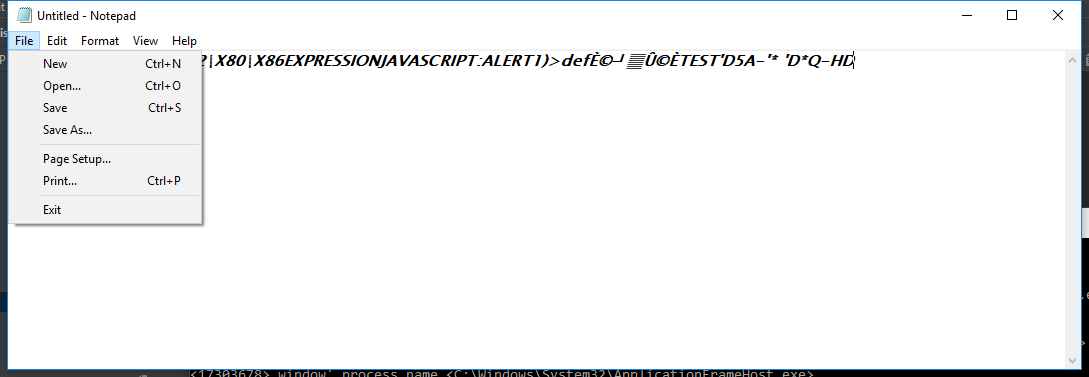 Untitled - Notepad
File Edit Format View Help
2|X80|X86EXPRESSIONJAVASCRIPT:ALERT1)>defÈ©┘▒Û©ÈTEST'D5A-'* 'D*Q-HD
New Ctrl+N
Open... Ctrl+O
Save Ctrl+S
Save As...
Page Setup...
Print... Ctrl+P
Exit
<17303678> window' process name <C:\Windows\System32\ApplicationFrameHost.exe>